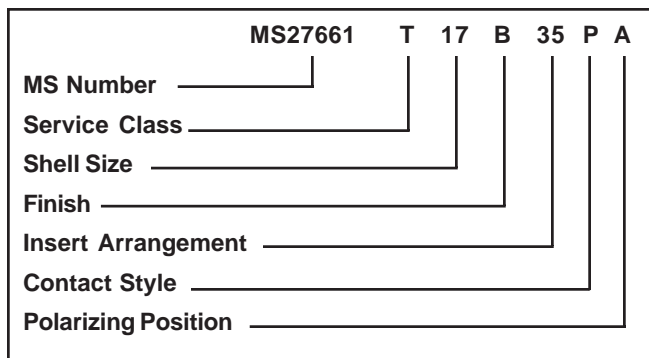 MS27661 T 17 B 35 P A
MS Number
Service Class
Shell Size
Finish
Insert Arrangement
Contact Style
Polarizing Position